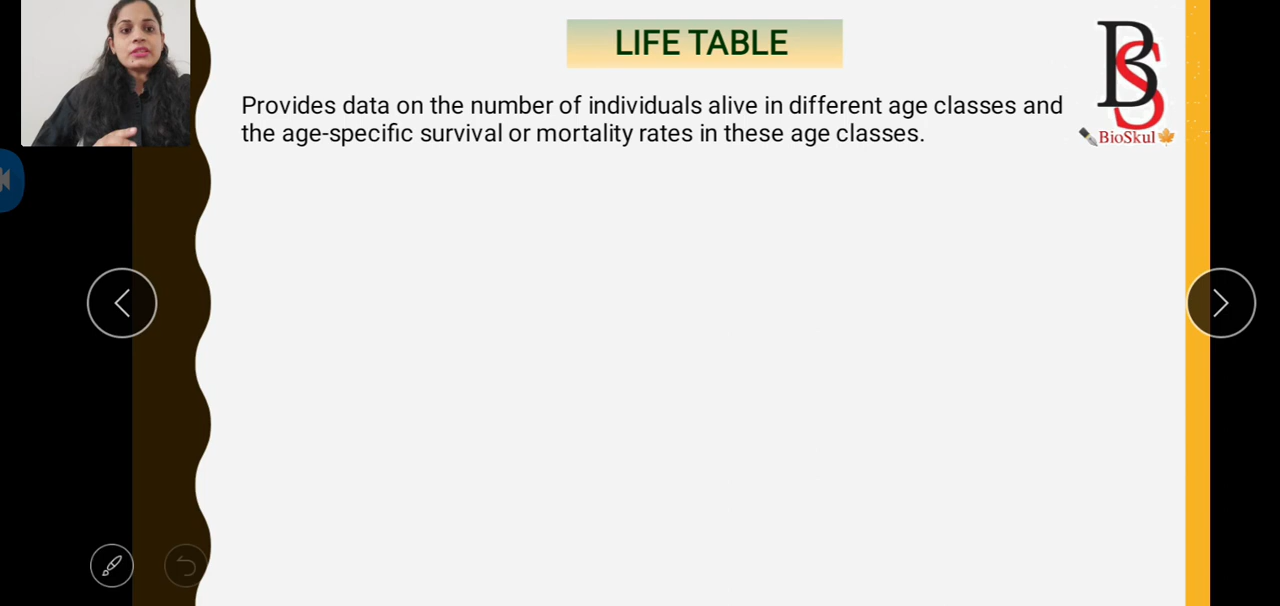 LIFE TABLE
Provides data on the number of individuals alive in different age classes and
the age-specific survival or mortality rates in these age classes.
BS
BioSkul